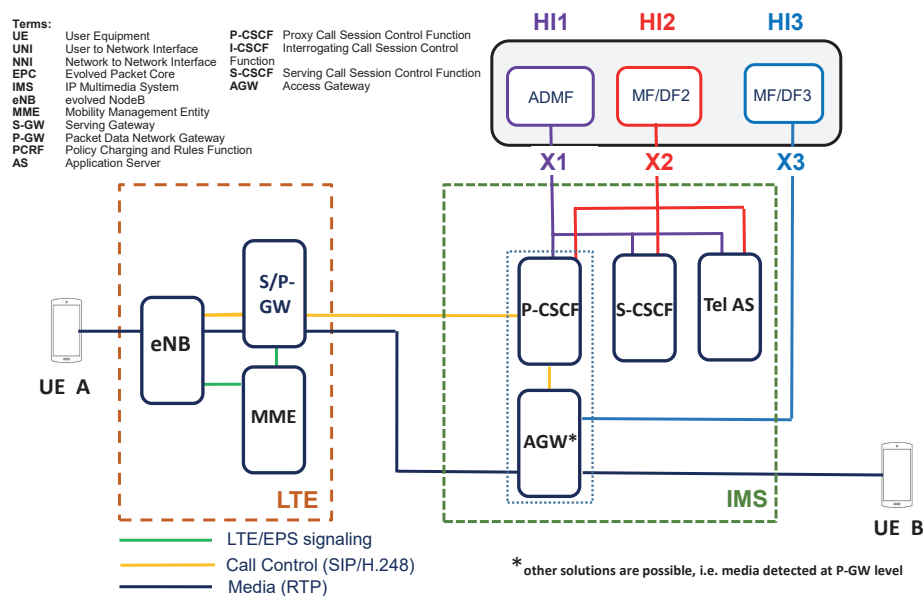 Terms:
UE User Equipment
UNI User to Network Interface
NNI Network to Network Interface
EPC Evolved Packet Core
IMS IP Multimedia System
eNB evolved NodeB
MME Mobility Management Entity
S-GW Serving Gateway
P-GW Packet Data Network Gateway
PCRF Policy Charging and Rules Function
AS Application Server
P-CSCF Proxy Call Session Control Function
I-CSCF Interrogating Call Session Control
Function
S-CSCF Serving Call Session Control Function
AGW Access Gateway
HI1 HI2 HI3
ADMF MF/DF2 MF/DF3
X1 X2 X3
S/P-
GW
eNB
MME
LTE
P-CSCF S-CSCF Tel AS
AGW*
IMS
UE A
UE B
LTE/EPS signaling
Call Control (SIP/H.248)
Media (RTP)
* other solutions are possible, i.e. media detected at P-GW level